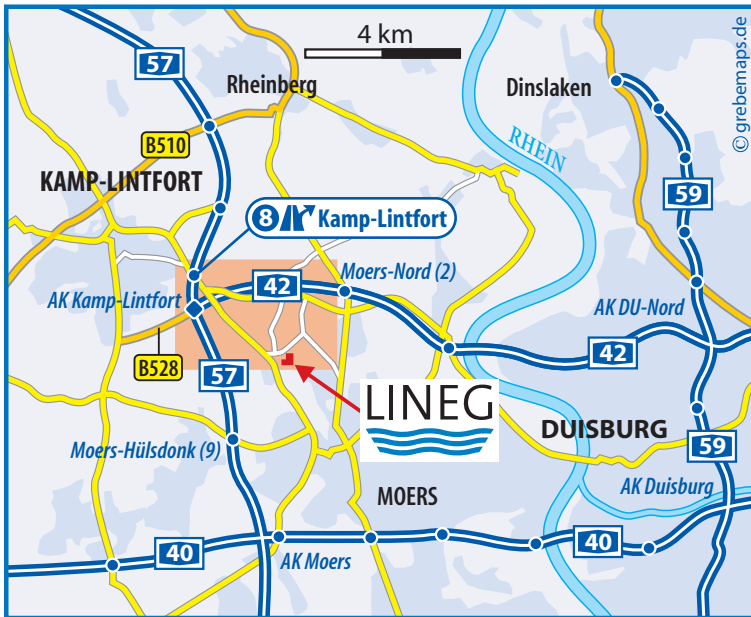 4 km
57
Rheinberg
Dinslaken
© grebemaps.de
B510
RHEIN
KAMP-LINTFORT
59
8 Kamp-Lintfort
Moers-Nord (2)
AK Kamp-Lintfort
42
AK DU-Nord
42
B528
57
LINEG
DUISBURG
Moers-Hülsdonk (9)
59
AK Duisburg
MOERS
40
AK Moers
40